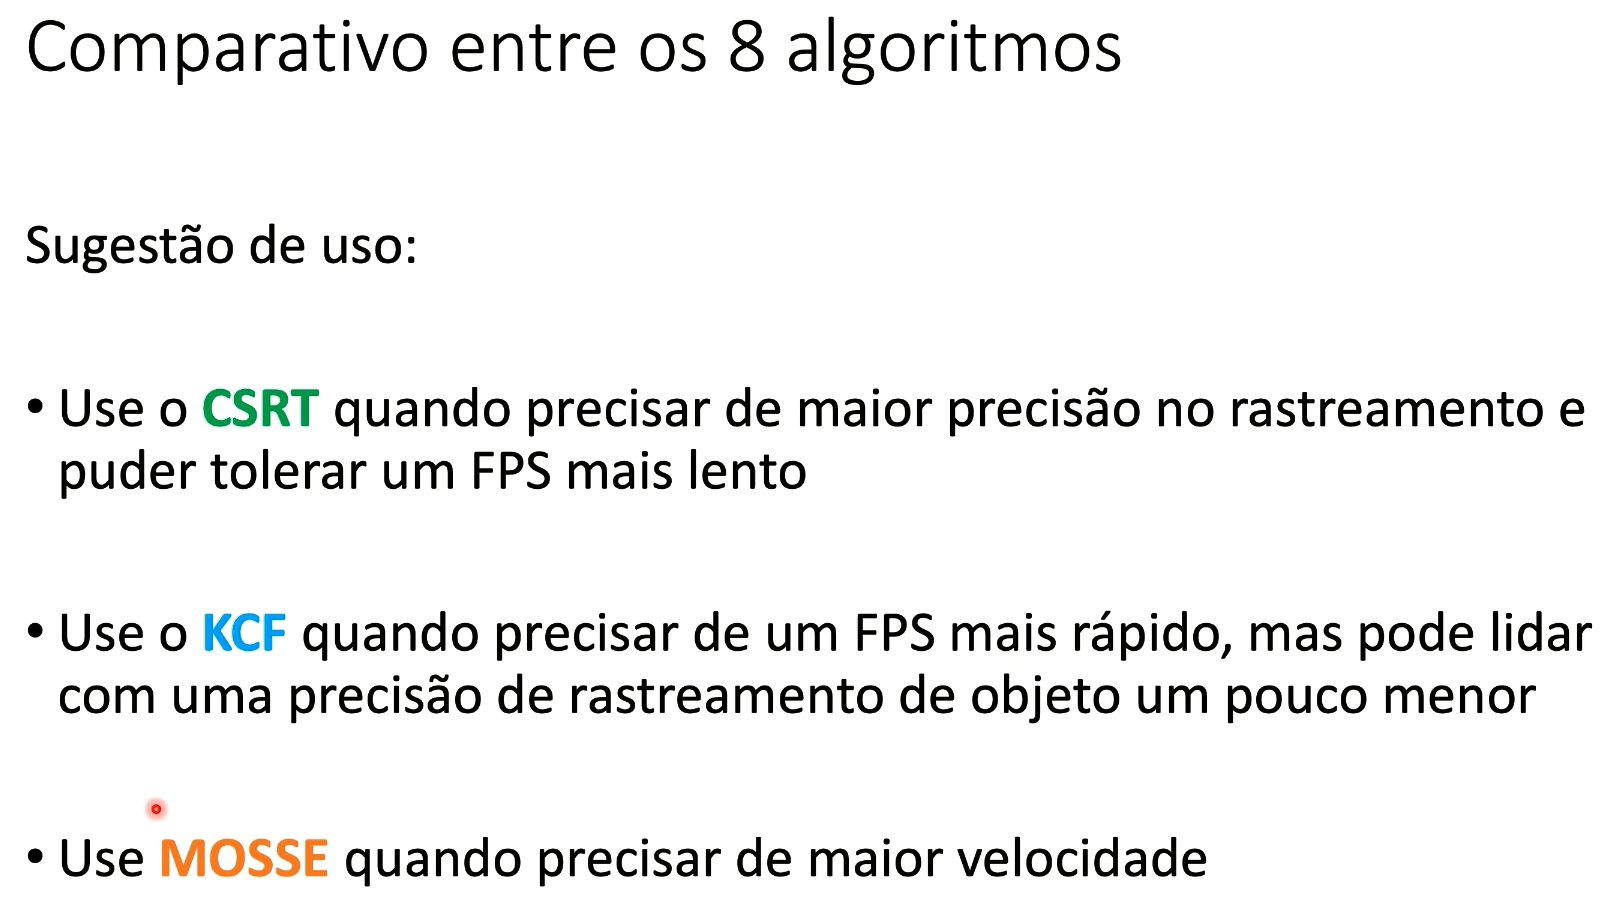 Comparativo entre os 8 algoritmos
Sugestão de uso:
• Use o CSRT quando precisar de maior precisão no rastreamento e
puder tolerar um FPS mais lento
• Use o KCF quando precisar de um FPS mais rápido, mas pode lidar
com uma precisão de rastreamento de objeto um pouco menor
• Use MOSSE quando precisar de maior velocidade